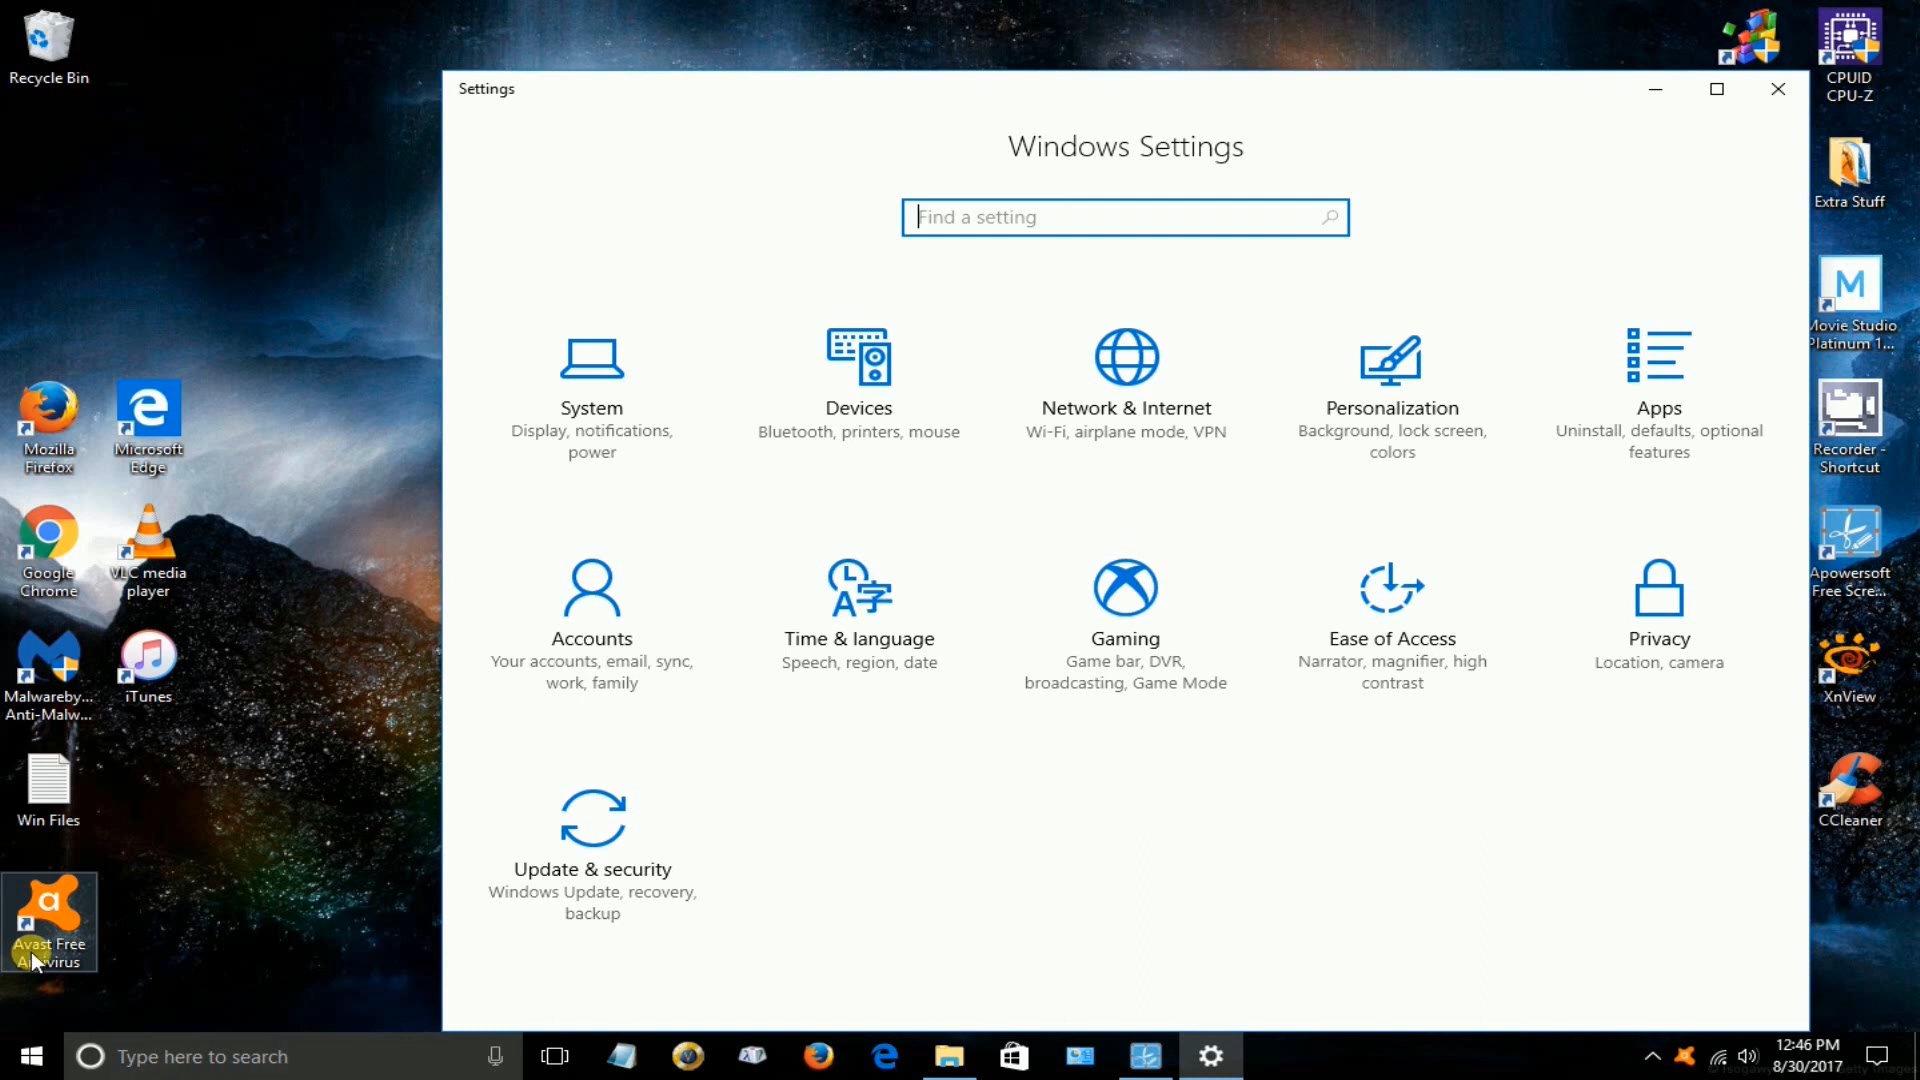 Recycle Bin
CPUID
CPU-Z
Settings
Windows Settings
Find a setting
Extra Stuff
Movie Studio
Platinum 1...
System
Display, notifications,
power
Devices
Bluetooth, printers, mouse
Network & Internet
Wi-Fi, airplane mode, VPN
Personalization
Background, lock screen,
colors
Apps
Uninstall, defaults, optional
features
Mozilla
Firefox
Microsoft
Edge
Recorder -
Shortcut
Google
Chrome
VLC media
player
Apowersoft
Free Scre...
Accounts
Your accounts, email, sync,
work, family
Time & language
Speech, region, date
Gaming
Game bar, DVR,
broadcasting, Game Mode
Ease of Access
Narrator, magnifier, high
contrast
Privacy
Location, camera
Malwareby...
Anti-Malw...
iTunes
XnView
Win Files
CCleaner
Update & security
Windows Update, recovery,
backup
Avast Free
Antivirus
Type here to search
12:46 PM
8/30/2017